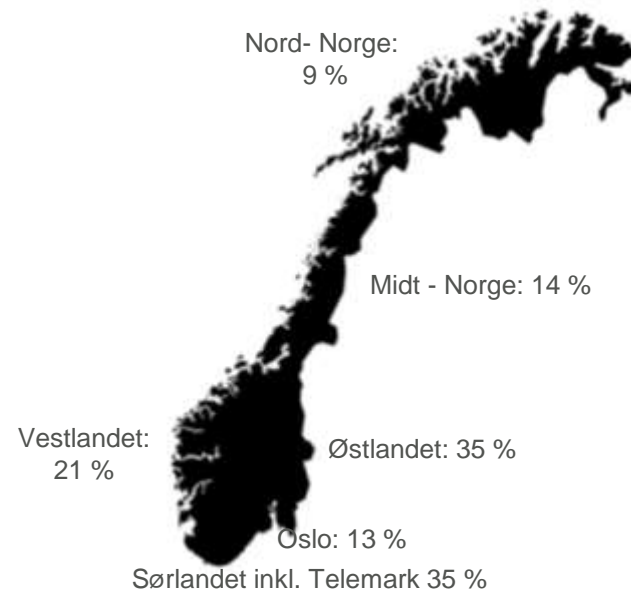 Nord- Norge:
9 %
Midt - Norge: 14 %
Vestlandet:
21 %
Østlandet: 35 %
Oslo: 13 %
Sørlandet inkl. Telemark 35 %